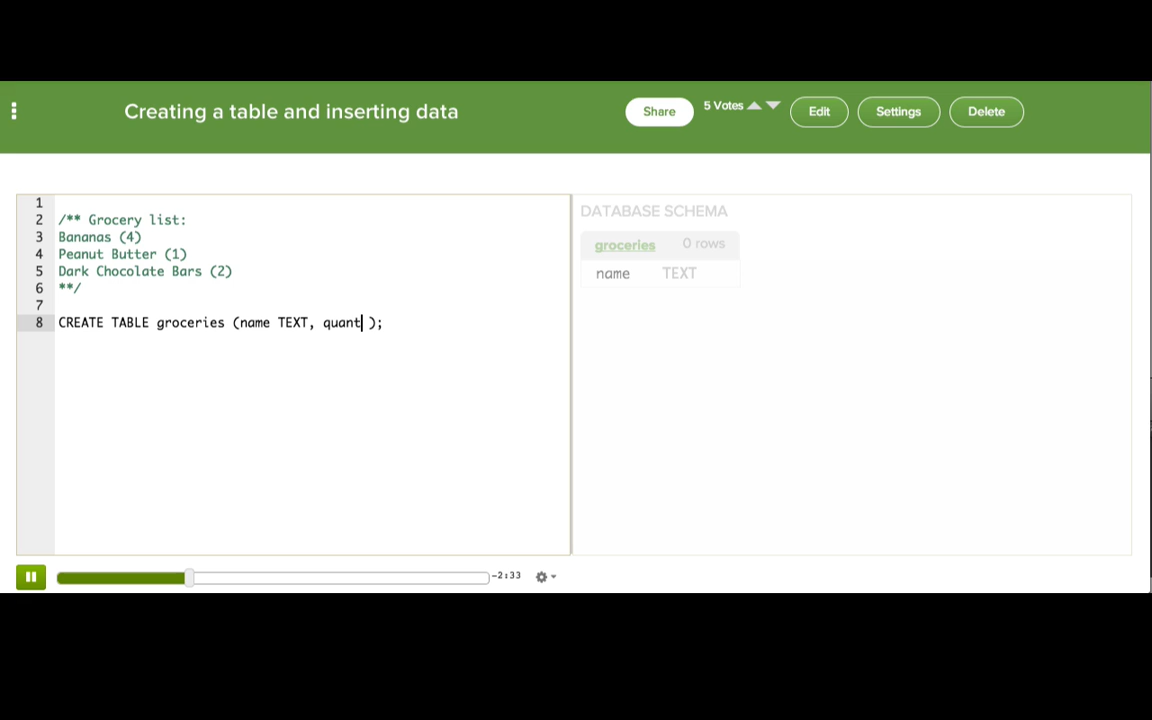 Creating a table and inserting data
Share
5 Votes
Edit
Settings
Delete
1
2 /** Grocery list:
3 Bananas (4)
4 Peanut Butter (1)
5 Dark Chocolate Bars (2)
6 **/
7
8 CREATE TABLE groceries (name TEXT, quant );
DATABASE SCHEMA
groceries 0 rows
name TEXT
-2:33